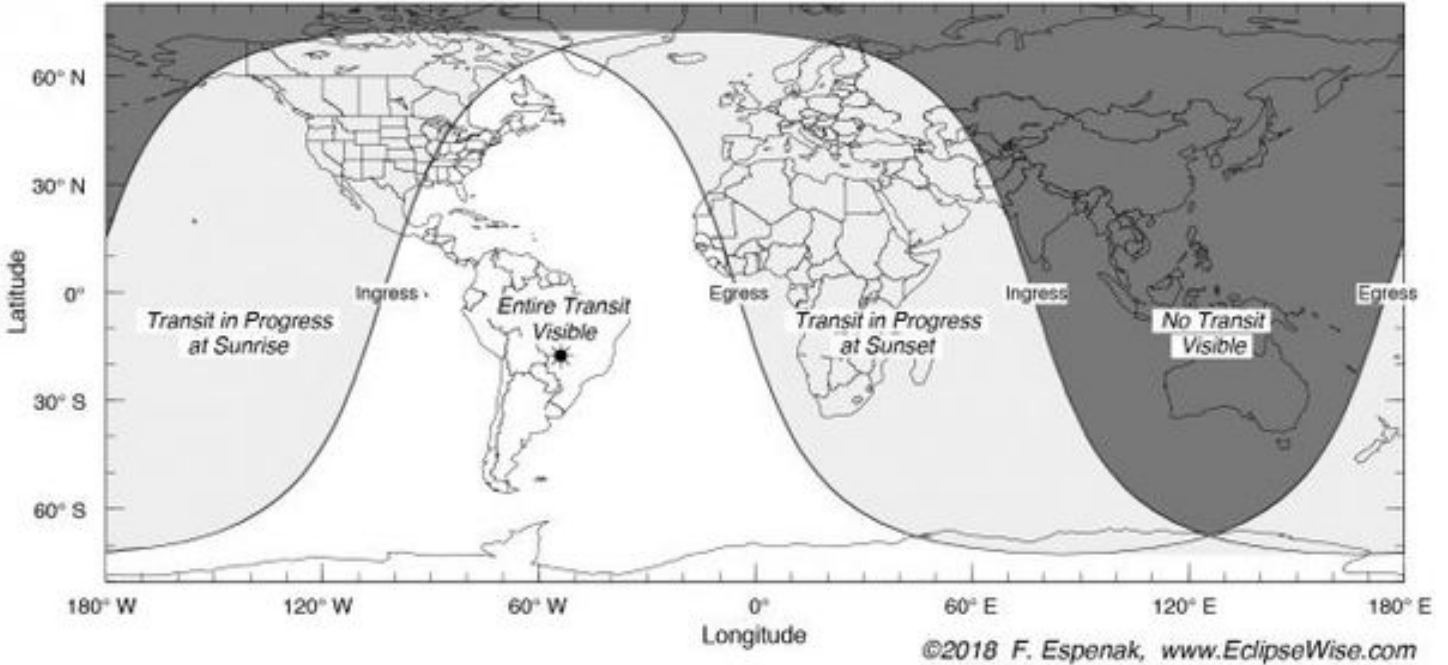 60° N
30° N
0°
30° S
60° S
Latitude
Ingress
Egress
Ingress
Egress
Transit in Progress
at Sunrise
Entire Transit
Visible
Transit in Progress
at Sunset
No Transit
Visible
180° W
120° W
60° W
0°
60° E
120° E
180° E
Longitude
©2018 F. Espenak, www.EclipseWise.com